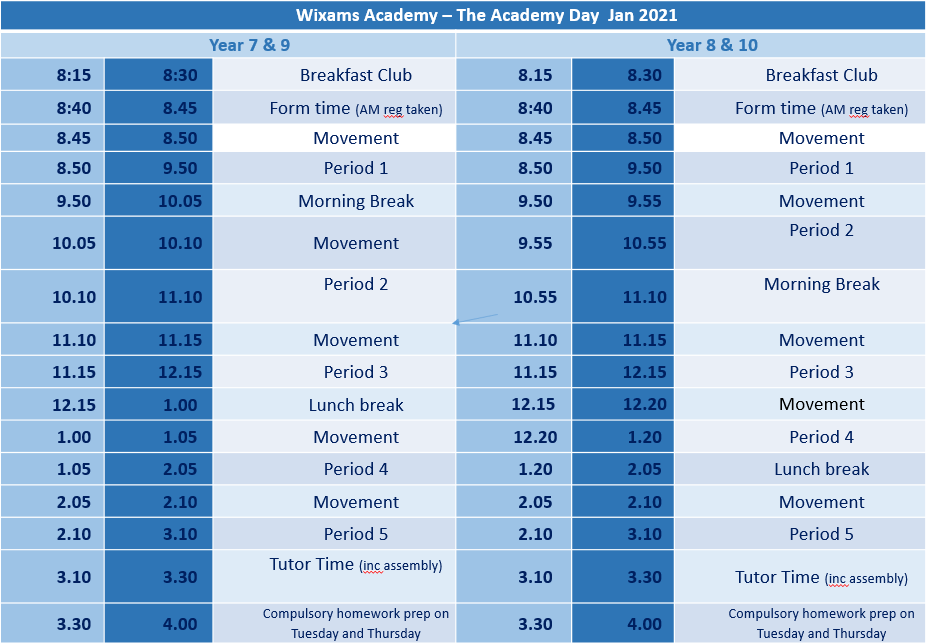 Wixams Academy – The Academy Day  Jan 2021
Year 7 & 9 Year 8 & 10
8:15 8:30 Breakfast Club 8.15 8.30 Breakfast Club
8:40 8.45 Form time (AM reg taken) 8:40 8.45 Form time (AM reg taken)
8.45 8.50 Movement 8.45 8.50 Movement
8.50 9.50 Period 1 8.50 9.50 Period 1
9.50 10.05 Morning Break 9.50 9.55 Movement
10.05 10.10 Movement 9.55 10.55 Period 2
10.10 11.10 Period 2 10.55 11.10 Morning Break
11.10 11.15 Movement 11.10 11.15 Movement
11.15 12.15 Period 3 11.15 12.15 Period 3
12.15 1.00 Lunch break 12.15 12.20 Movement
1.00 1.05 Movement 12.20 1.20 Period 4
1.05 2.05 Period 4 1.20 2.05 Lunch break
2.05 2.10 Movement 2.05 2.10 Movement
2.10 3.10 Period 5 2.10 3.10 Period 5
3.10 3.30 Tutor Time (inc assembly) 3.10 3.30 Tutor Time (inc assembly)
3.30 4.00 Compulsory homework prep on
Tuesday and Thursday
3.30 4.00 Compulsory homework prep on
Tuesday and Thursday